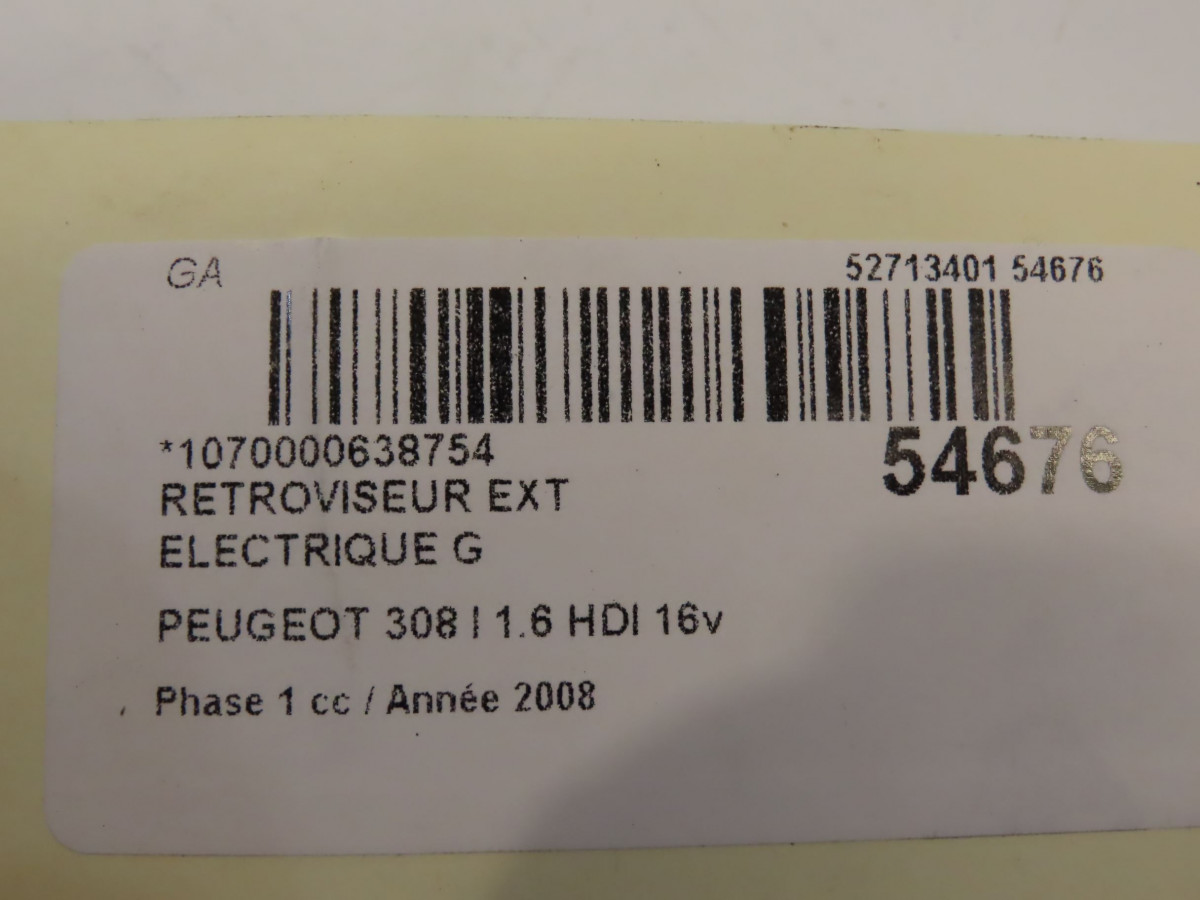 GA
52713401 54676
*1070000638754
54676
RETROVISEUR EXT
ELECTRIQUE G
PEUGEOT 308 I 1.6 HDI 16v
Phase 1 cc / Année 2008